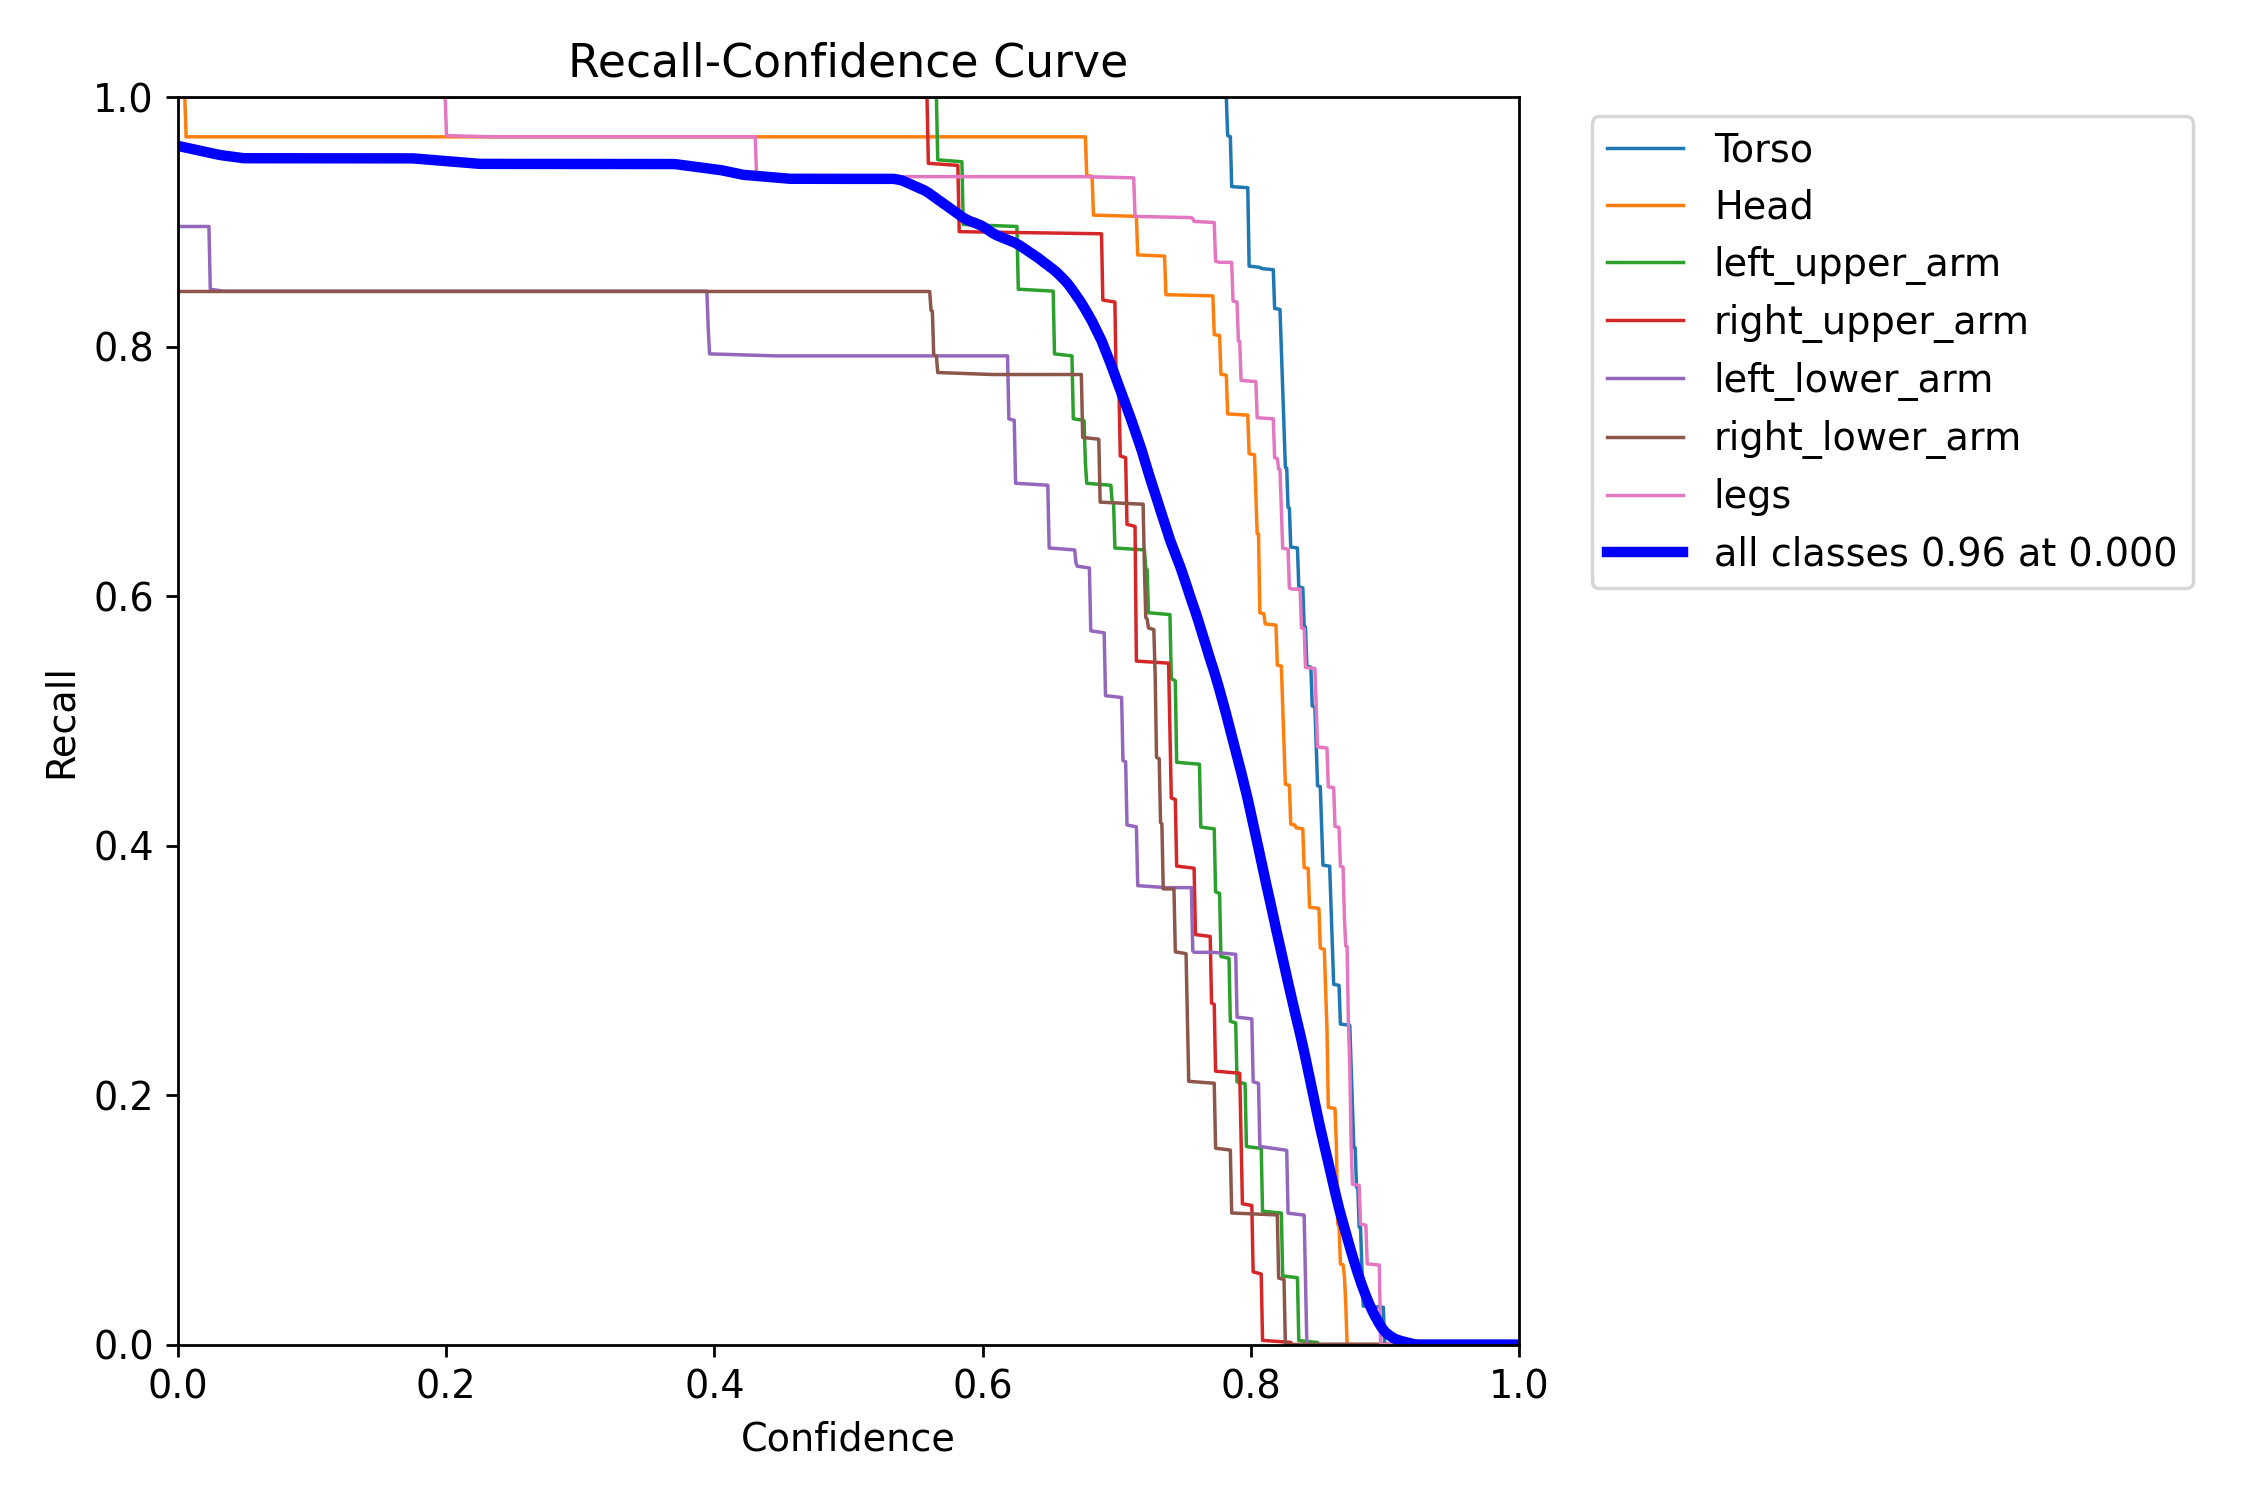 Recall-Confidence Curve
1.0
0.8
0.6
0.4
0.2
0.0
Recall
0.0 0.2 0.4 0.6 0.8 1.0
Confidence
Torso
Head
left_upper_arm
right_upper_arm
left_lower_arm
right_lower_arm
legs
all classes 0.96 at 0.000